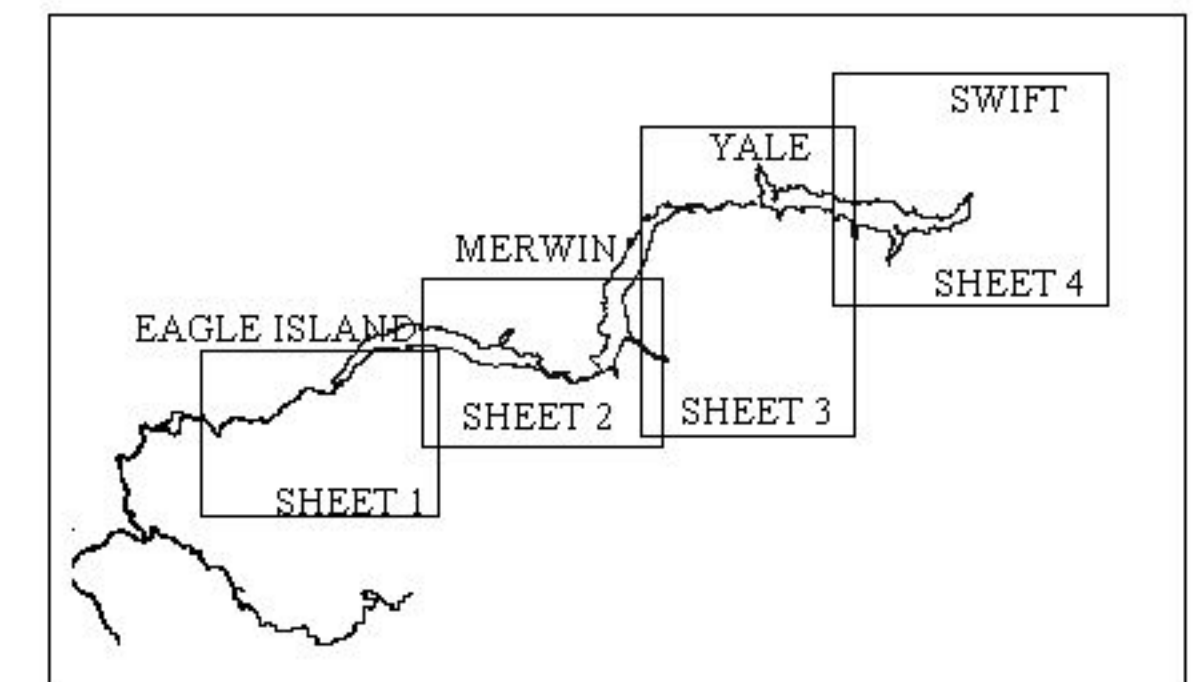 SWIFT
YALE
MERWIN
SHEET 4
EAGLE ISLAND
SHEET 2
SHEET 3
SHEET 1